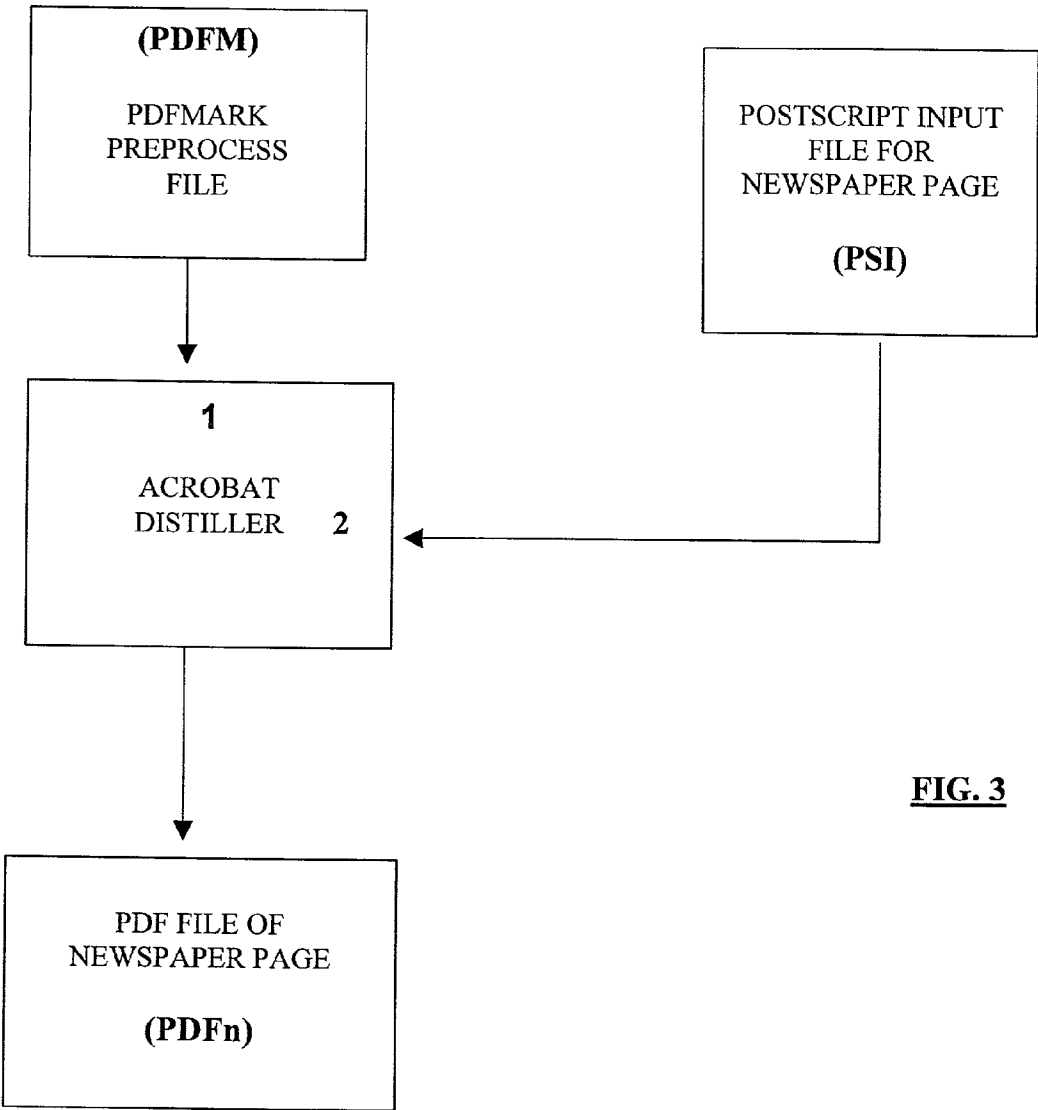 (PDFM)
PDFMARK
PREPROCESS
FILE
POSTSCRIPT INPUT
FILE FOR
NEWSPAPER PAGE
(PSI)
1
ACROBAT
DISTILLER 2
FIG. 3
PDF FILE OF
NEWSPAPER PAGE
(PDFn)